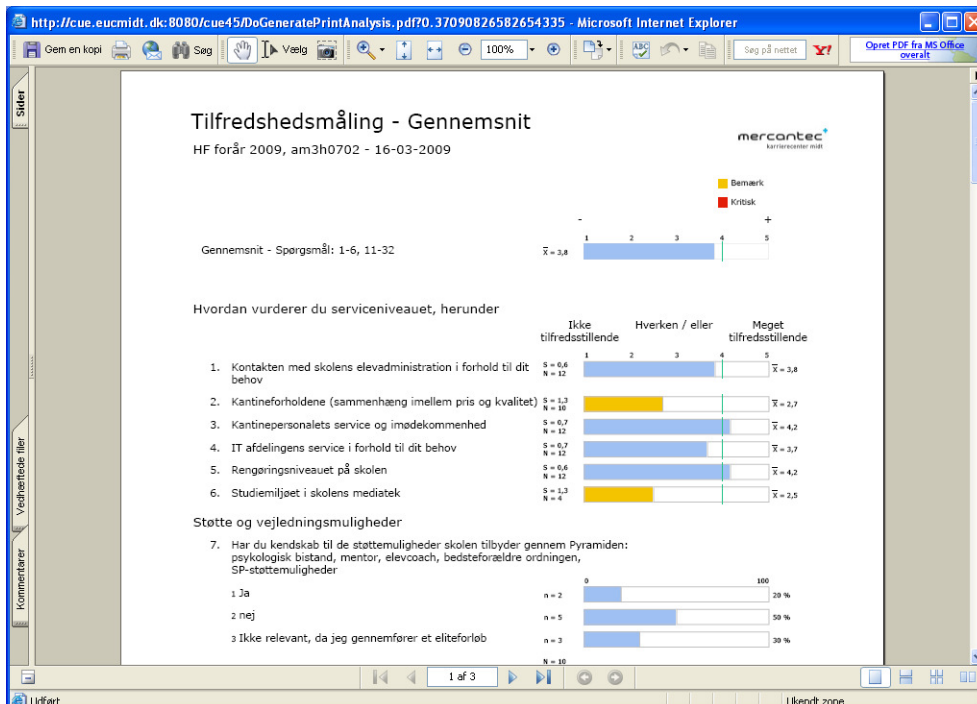 http://cue.eucmidt.dk:8080/cue45/DoGeneratePrintAnalysis.pdf?0.37090826582654335 - Microsoft Internet Explorer
Gem en kopi Søg Vælg 100% ABC Søg på nettet Y! Opret PDF fra MS Office overalt
Sider
Vedhæftede filer
Kommentarer
Tilfredshedsmåling - Gennemsnit
HF forår 2009, am3h0702 - 16-03-2009
mercantec
karrierecenter midt
Bemærk
Kritisk
- +
1 2 3 4 5
Gennemsnit - Spørgsmål: 1-6, 11-32 X = 3,8
Hvordan vurderer du serviceniveauet, herunder
Ikke tilfredsstillende Hverken / eller Meget tilfredsstillende
1 2 3 4 5
1. Kontakten med skolens elevadministration i forhold til dit S = 0,6 N = 12 X = 3,8
behov
2. Kantineforholdene (sammenhæng imellem pris og kvalitet) S = 1,3 N = 10 X = 2,7
3. Kantinepersonalets service og imødekommenhed S = 0,7 N = 12 X = 4,2
4. IT afdelingens service i forhold til dit behov S = 0,7 N = 12 X = 3,7
5. Rengøringsniveauet på skolen S = 0,6 N = 12 X = 4,2
6. Studiemiljøet i skolens mediatek S = 1,3 N = 4 X = 2,5
Støtte og vejledningsmuligheder
7. Har du kendskab til de støttemuligheder skolen tilbyder gennem Pyramiden:
psykologisk bistand, mentor, elevcoach, bedsteforældre ordningen,
SP-støttemuligheder
0 100
1 Ja n = 2 20 %
2 nej n = 5 50 %
3 Ikke relevant, da jeg gennemfører et eliteforløb n = 3 30 %
N = 10
1 af 3
Udført Ukendt zone